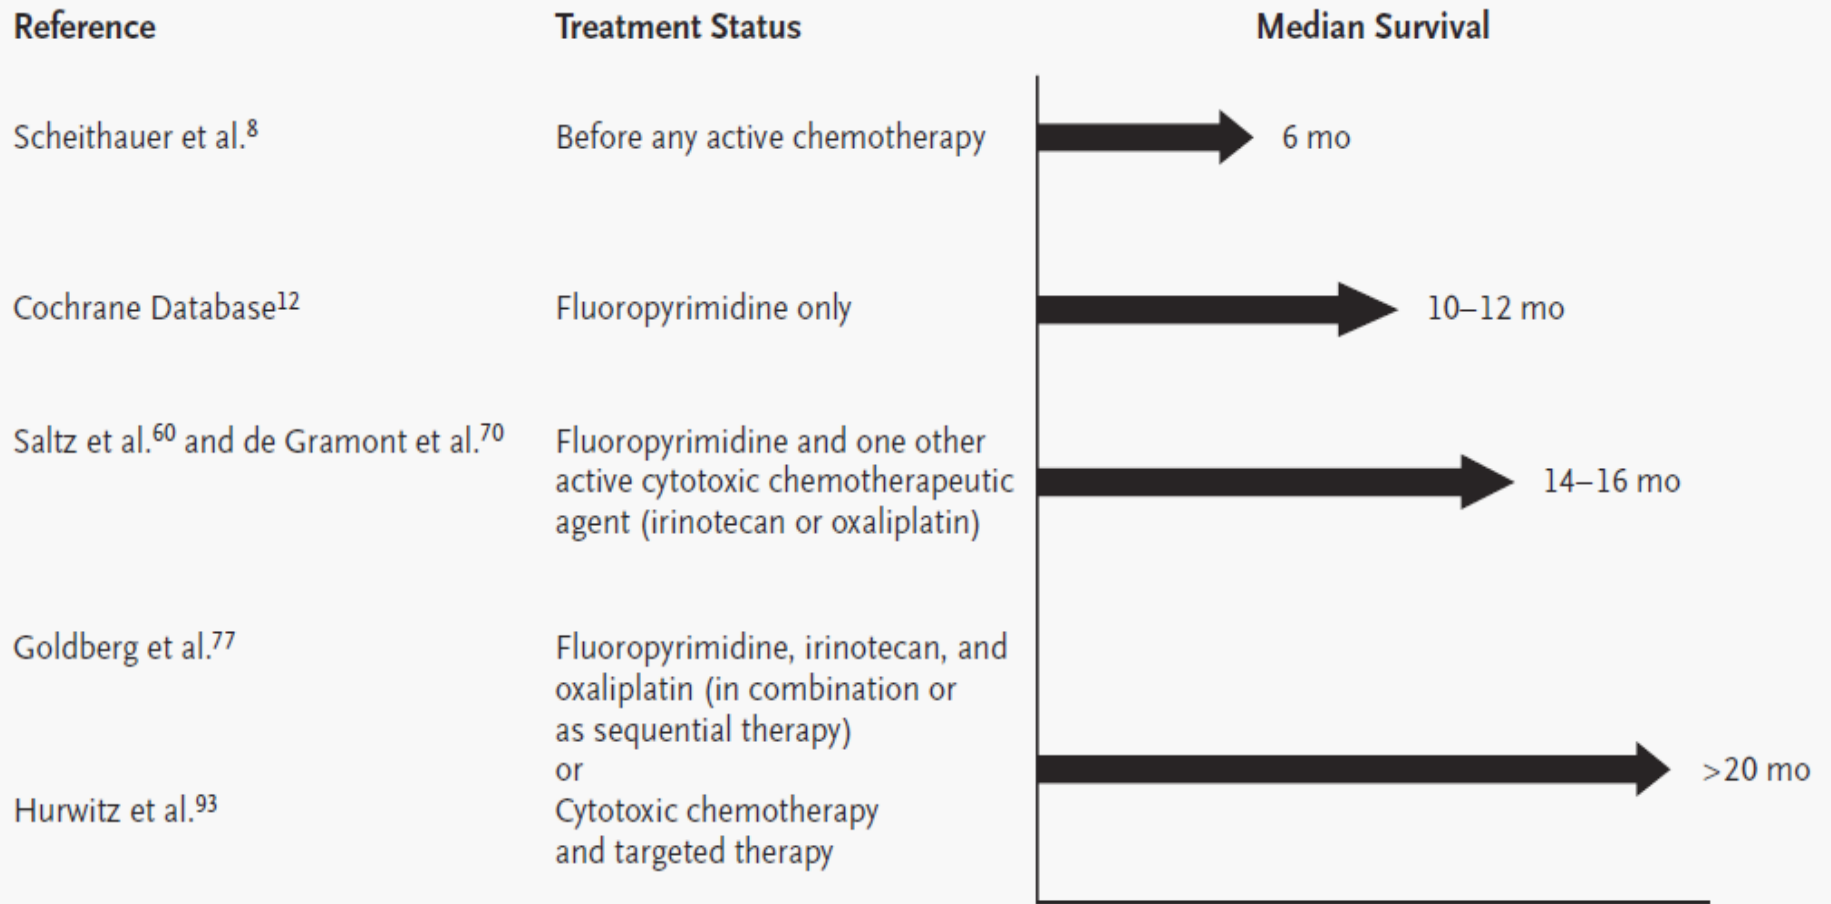 Reference Treatment Status Median Survival
Scheithauer et al.8 Before any active chemotherapy 6 mo
Cochrane Database12 Fluoropyrimidine only 10–12 mo
Saltz et al.60 and de Gramont et al.70 Fluoropyrimidine and one other
active cytotoxic chemotherapeutic 14–16 mo
agent (irinotecan or oxaliplatin)
Goldberg et al.77 Fluoropyrimidine, irinotecan, and
oxaliplatin (in combination or
as sequential therapy)
or >20 mo
Hurwitz et al.93 Cytotoxic chemotherapy
and targeted therapy